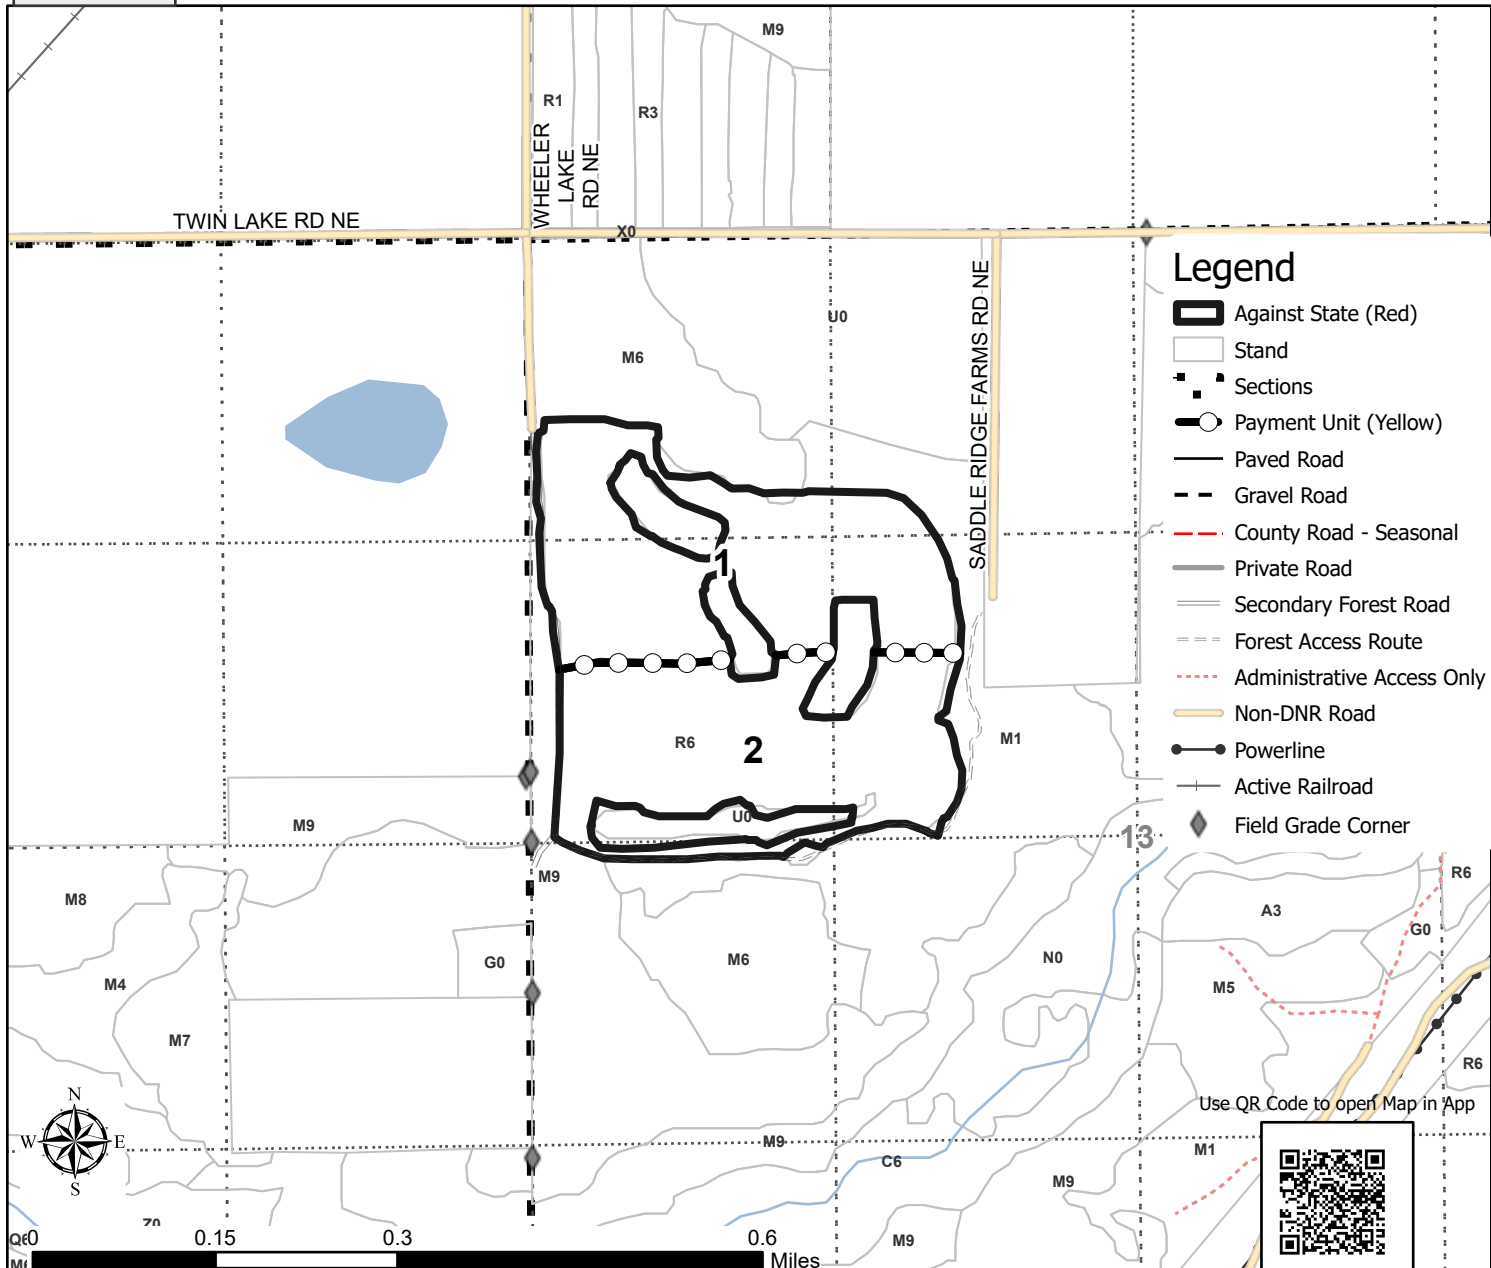 M9
R1
R3
WHEELER
LAKE
RD NE
TWIN LAKE RD NE
X0
Legend
Against State (Red)
Stand
Sections
Payment Unit (Yellow)
Paved Road
Gravel Road
County Road - Seasonal
Private Road
Secondary Forest Road
Forest Access Route
Administrative Access Only
Non-DNR Road
Powerline
Active Railroad
Field Grade Corner
SADDLE RIDGE FARMS RD NE
U0
M6
1
R6
2
M1
U0
M9
13
M9
M8
R6
A3
G0
G0
M6
N0
M4
M5
M7
R6
Use QR Code to open Map in App
N
W E
S
M9
C6
M1
M9
Z0
M9
Q6
M6
0 0.15 0.3 0.6
Miles